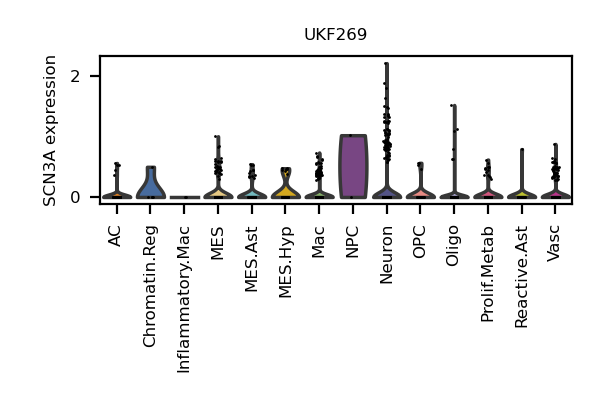 UKF269
SCN3A expression
2
0
AC
Chromatin.Reg
Inflammatory.Mac
MES
MES.Ast
MES.Hyp
Mac
NPC
Neuron
OPC
Oligo
Prolif.Metab
Reactive.Ast
Vasc